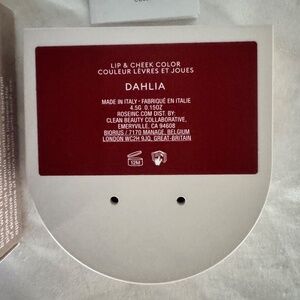 LIP & CHEEK COLOR
COULEUR LÈVRES ET JOUES
DAHLIA
MADE IN ITALY - FABRIQUÉ EN ITALIE
4.5G 0.15OZ
ROSEINC.COM DIST. BY:
CLEAN BEAUTY COLLABORATIVE,
EMERYVILLE, CA 94608
BIORIUS / 7170 MANAGE, BELGIUM
LONDON WC2H 9JQ, GREAT-BRITAIN
12M